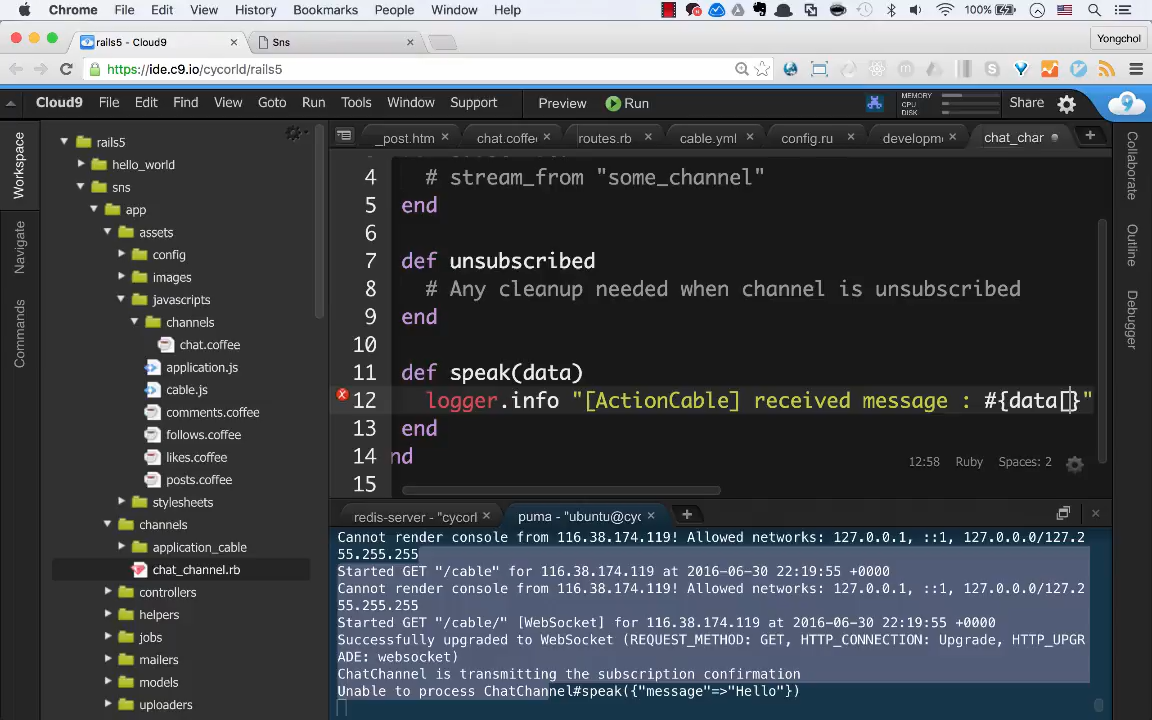 Chrome File Edit View History Bookmarks People Window Help 100%
rails5 - Cloud9 Sns Yongchol
https://ide.c9.io/cycorld/rails5
Cloud9 File Edit Find View Goto Run Tools Window Support Preview Run MEMORY CPU DISK Share
Workspace
Navigate
Commands
rails5
hello_world
sns
app
assets
config
images
javascripts
channels
chat.coffee
application.js
cable.js
comments.coffee
follows.coffee
likes.coffee
posts.coffee
stylesheets
channels
application_cable
chat_channel.rb
controllers
helpers
jobs
mailers
models
uploaders
_post.htm chat.coffe routes.rb cable.yml config.ru developm chat_char
4 # stream_from "some_channel"
5 end
6
7 def unsubscribed
8 # Any cleanup needed when channel is unsubscribed
9 end
10
11 def speak(data)
12 logger.info "[ActionCable] received message : #{data[]}"
13 end
14 nd
15
12:58 Ruby Spaces: 2
redis-server - "cycorl puma - "ubuntu@cyc
Cannot render console from 116.38.174.119! Allowed networks: 127.0.0.1, ::1, 127.0.0.0/127.2
55.255.255
Started GET "/cable" for 116.38.174.119 at 2016-06-30 22:19:55 +0000
Cannot render console from 116.38.174.119! Allowed networks: 127.0.0.1, ::1, 127.0.0.0/127.2
55.255.255
Started GET "/cable/" [WebSocket] for 116.38.174.119 at 2016-06-30 22:19:55 +0000
Successfully upgraded to WebSocket (REQUEST_METHOD: GET, HTTP_CONNECTION: Upgrade, HTTP_UPGR
ADE: websocket)
ChatChannel is transmitting the subscription confirmation
Unable to process ChatChannel#speak({"message"=>"Hello"})
Collaborate
Outline
Debugger